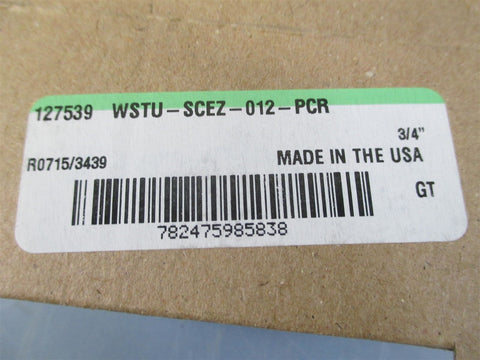 127539 WSTU-SCEZ-012-PCR
3/4"
R0715/3439 MADE IN THE USA
GT
782475985838